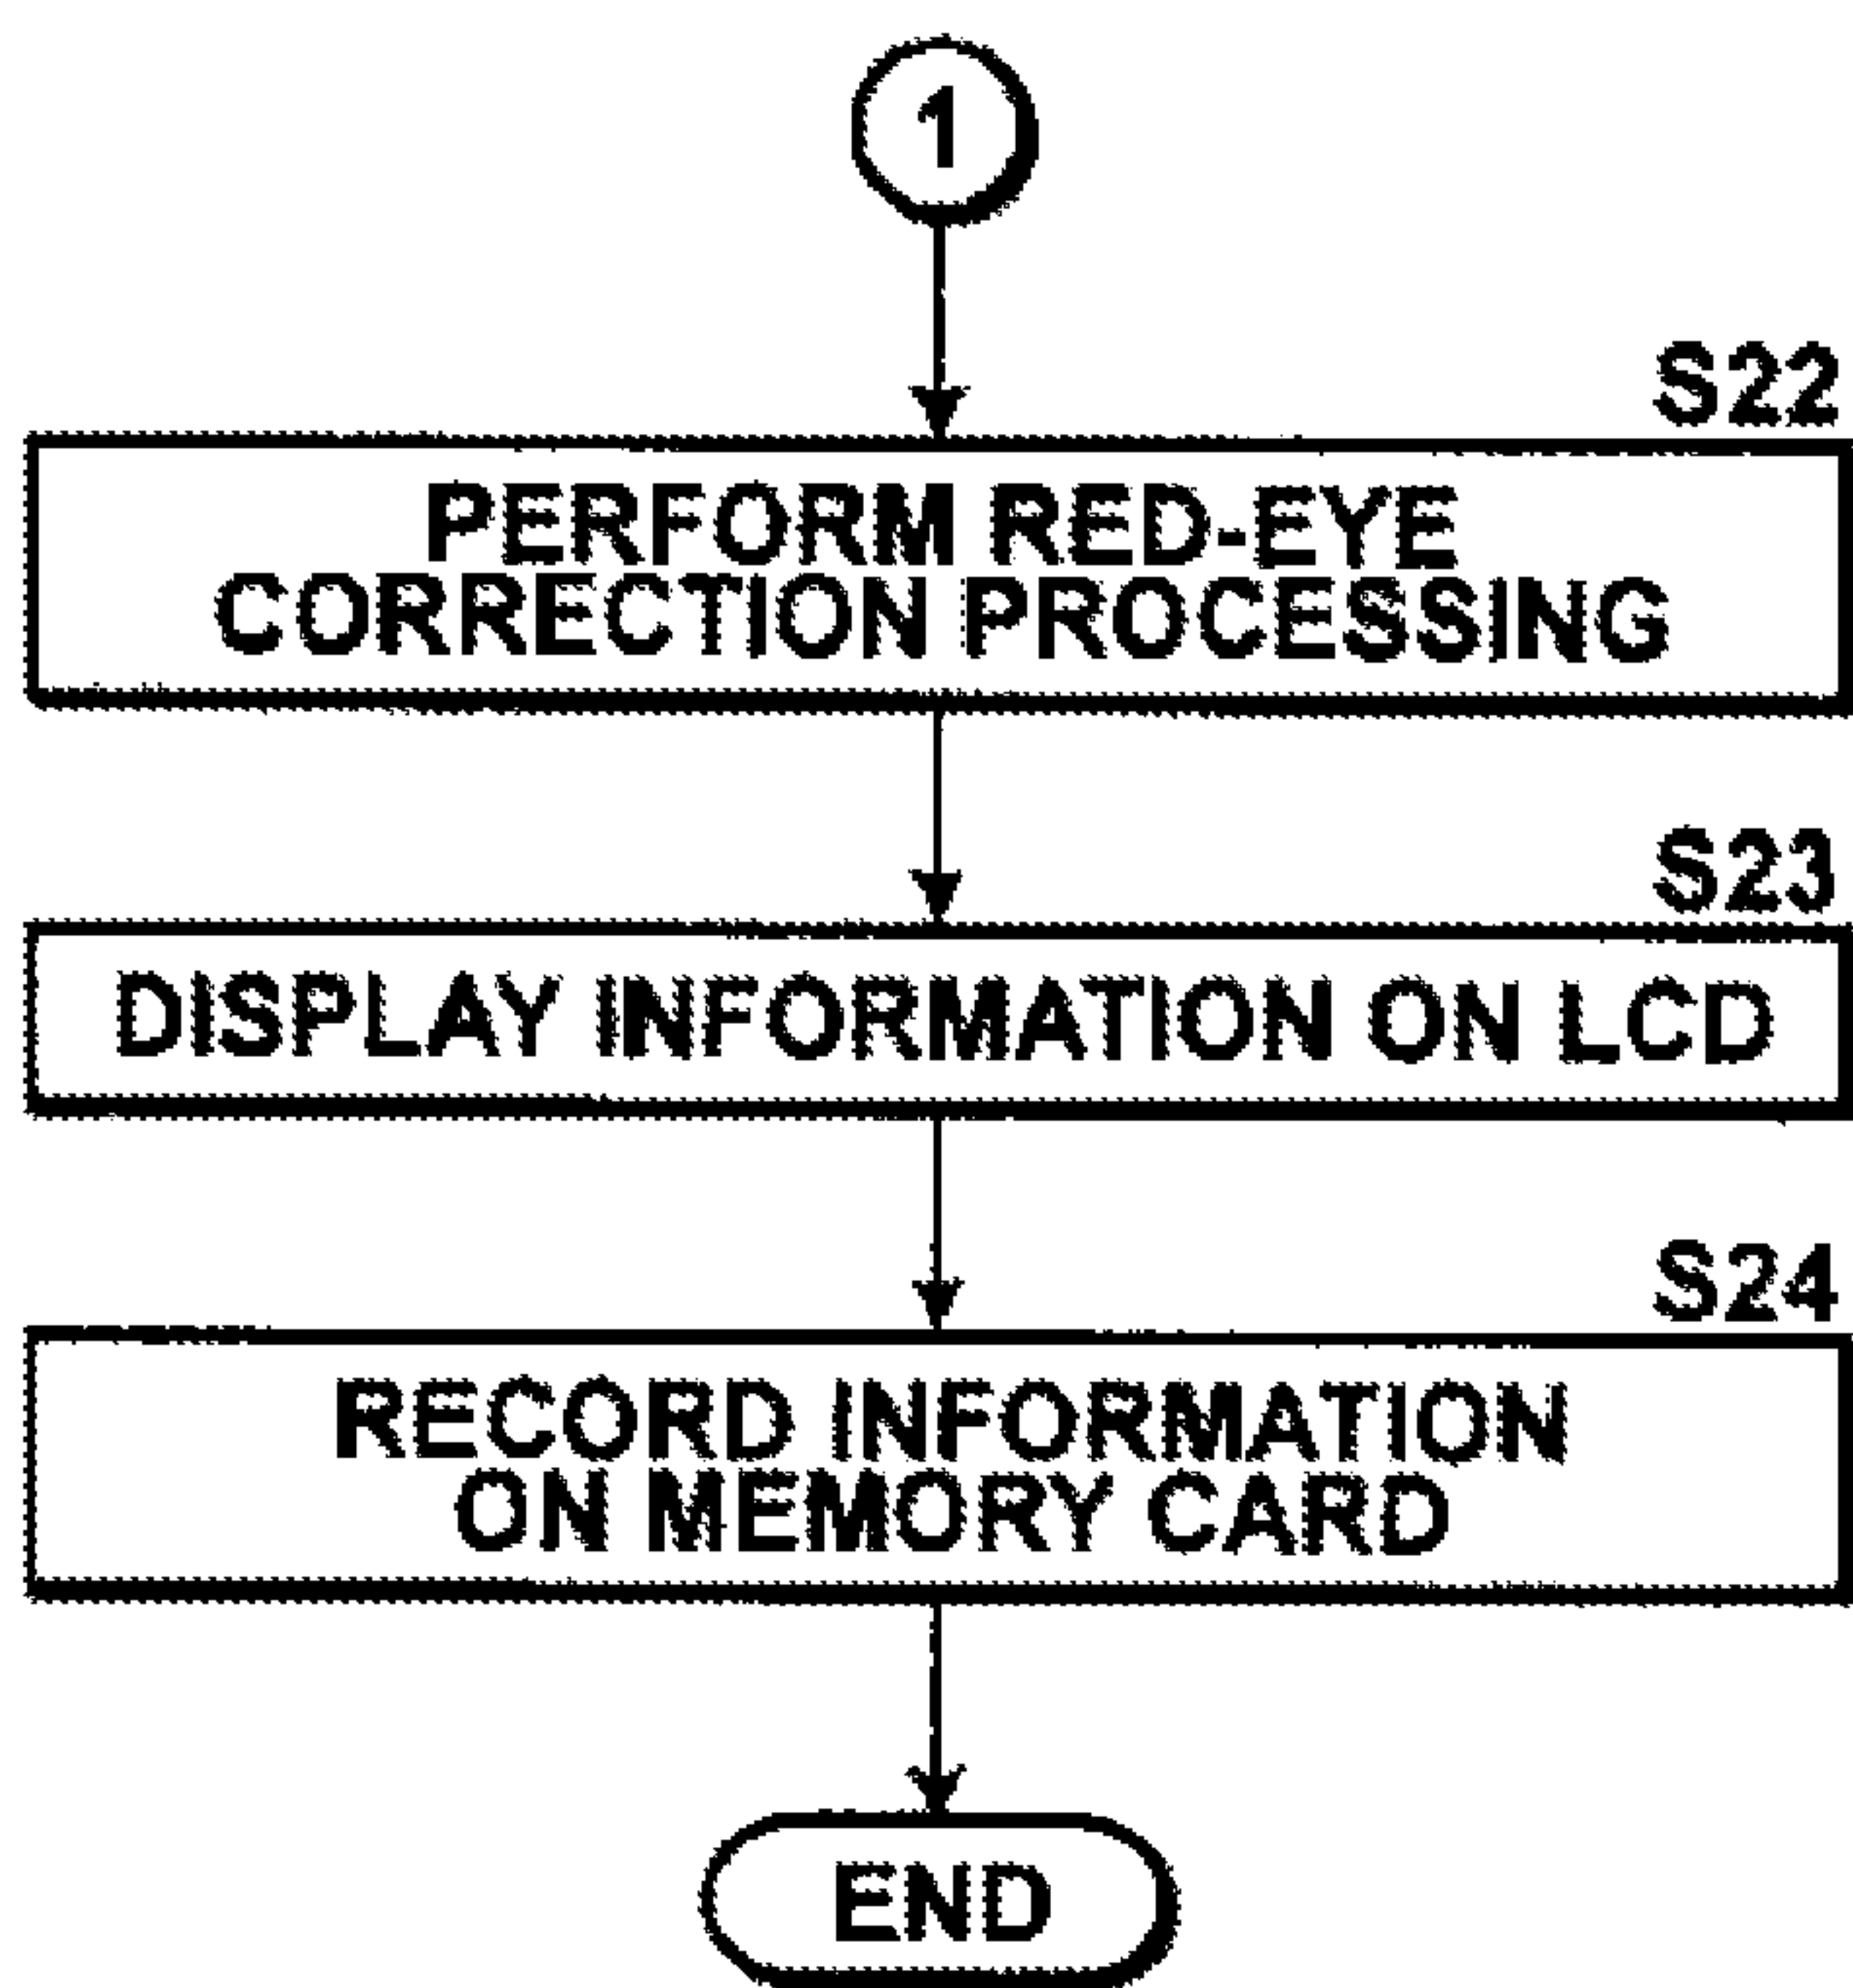 1
S22
PERFORM RED-EYE
CORRECTION PROCESSING
S23
DISPLAY INFORMATION ON LCD
S24
RECORD INFORMATION
ON MEMORY CARD
END